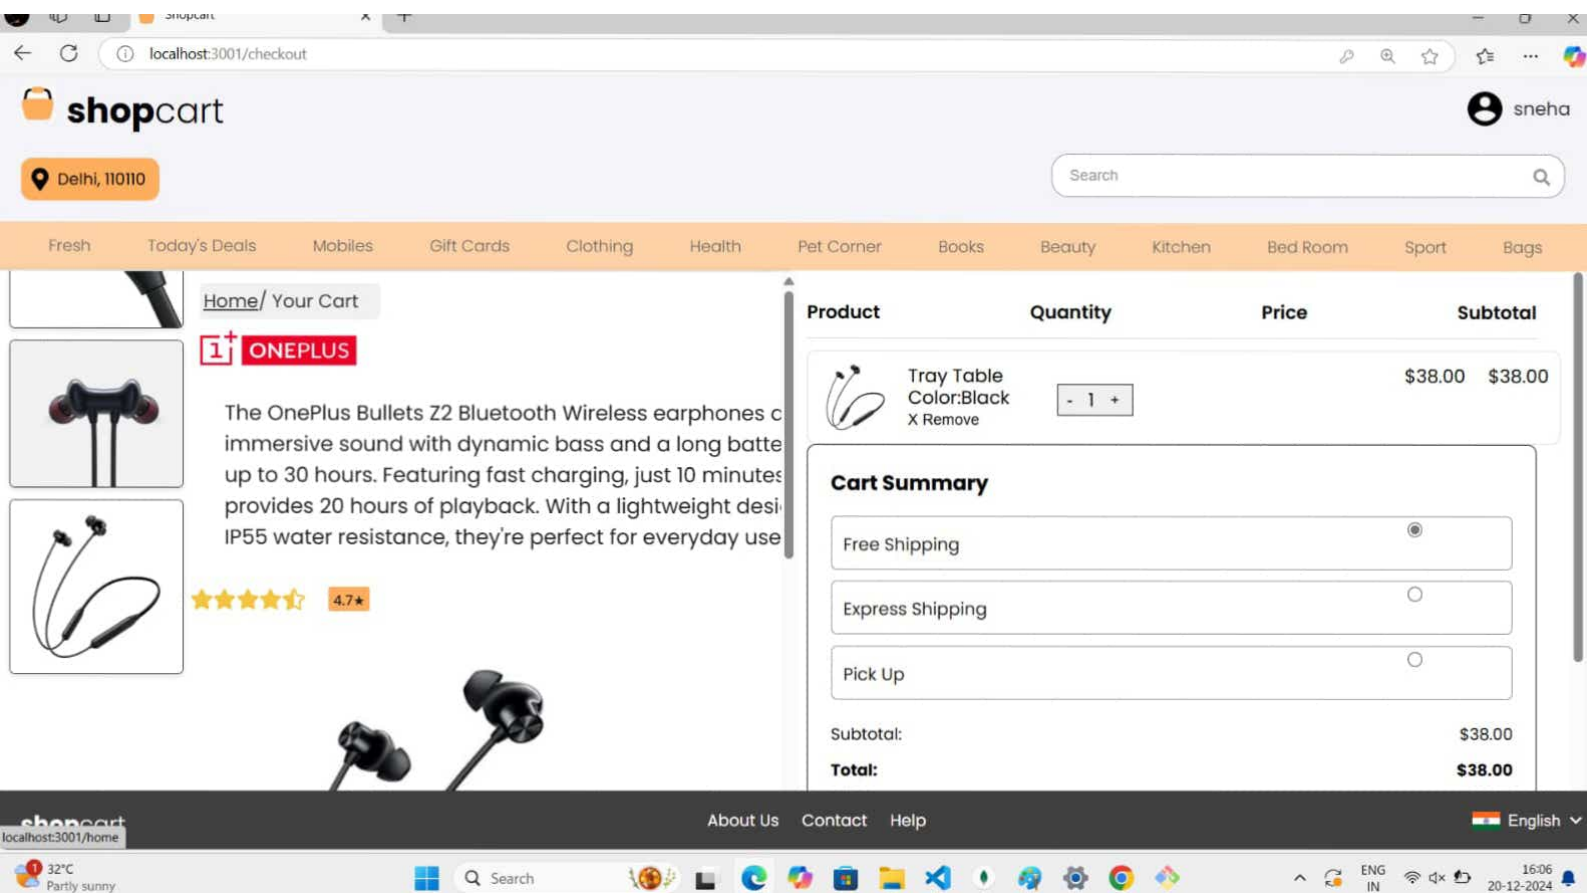 Shopcart
localhost:3001/checkout
shopcart
sneha
Delhi, 110110
Search
Fresh Today's Deals Mobiles Gift Cards Clothing Health Pet Corner Books Beauty Kitchen Bed Room Sport Bags
Home/ Your Cart
1+ ONEPLUS
The OnePlus Bullets Z2 Bluetooth Wireless earphones
immersive sound with dynamic bass and a long
up to 30 hours. Featuring fast charging, just 10 minutes
provides 20 hours of playback. With a lightweight
IP55 water resistance, they're perfect for everyday use
4.7★
Product Quantity Price Subtotal
Tray Table
Color:Black
X Remove
- 1 +
$38.00 $38.00
Cart Summary
Free Shipping
Express Shipping
Pick Up
Subtotal: $38.00
Total: $38.00
shopcart
About Us Contact Help
English
localhost:3001/home
1
32°C
Partly sunny
Search
ENG
IN
16:06
20-12-2024